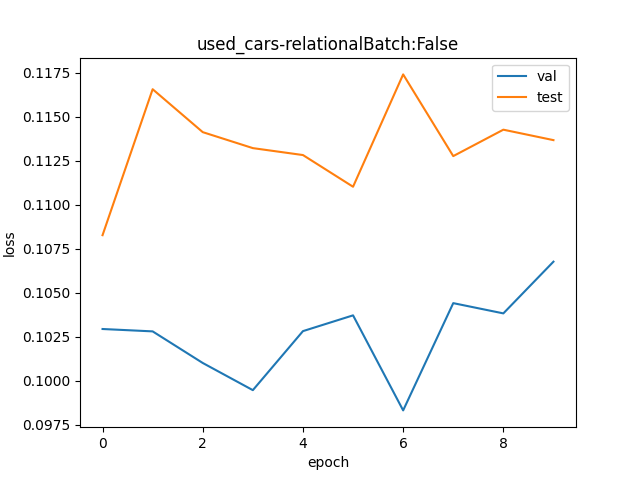 used_cars-relationalBatch:False
0.1175
0.1150
0.1125
0.1100
0.1075
0.1050
0.1025
0.1000
0.0975
loss
val
test
0 2 4 6 8
epoch